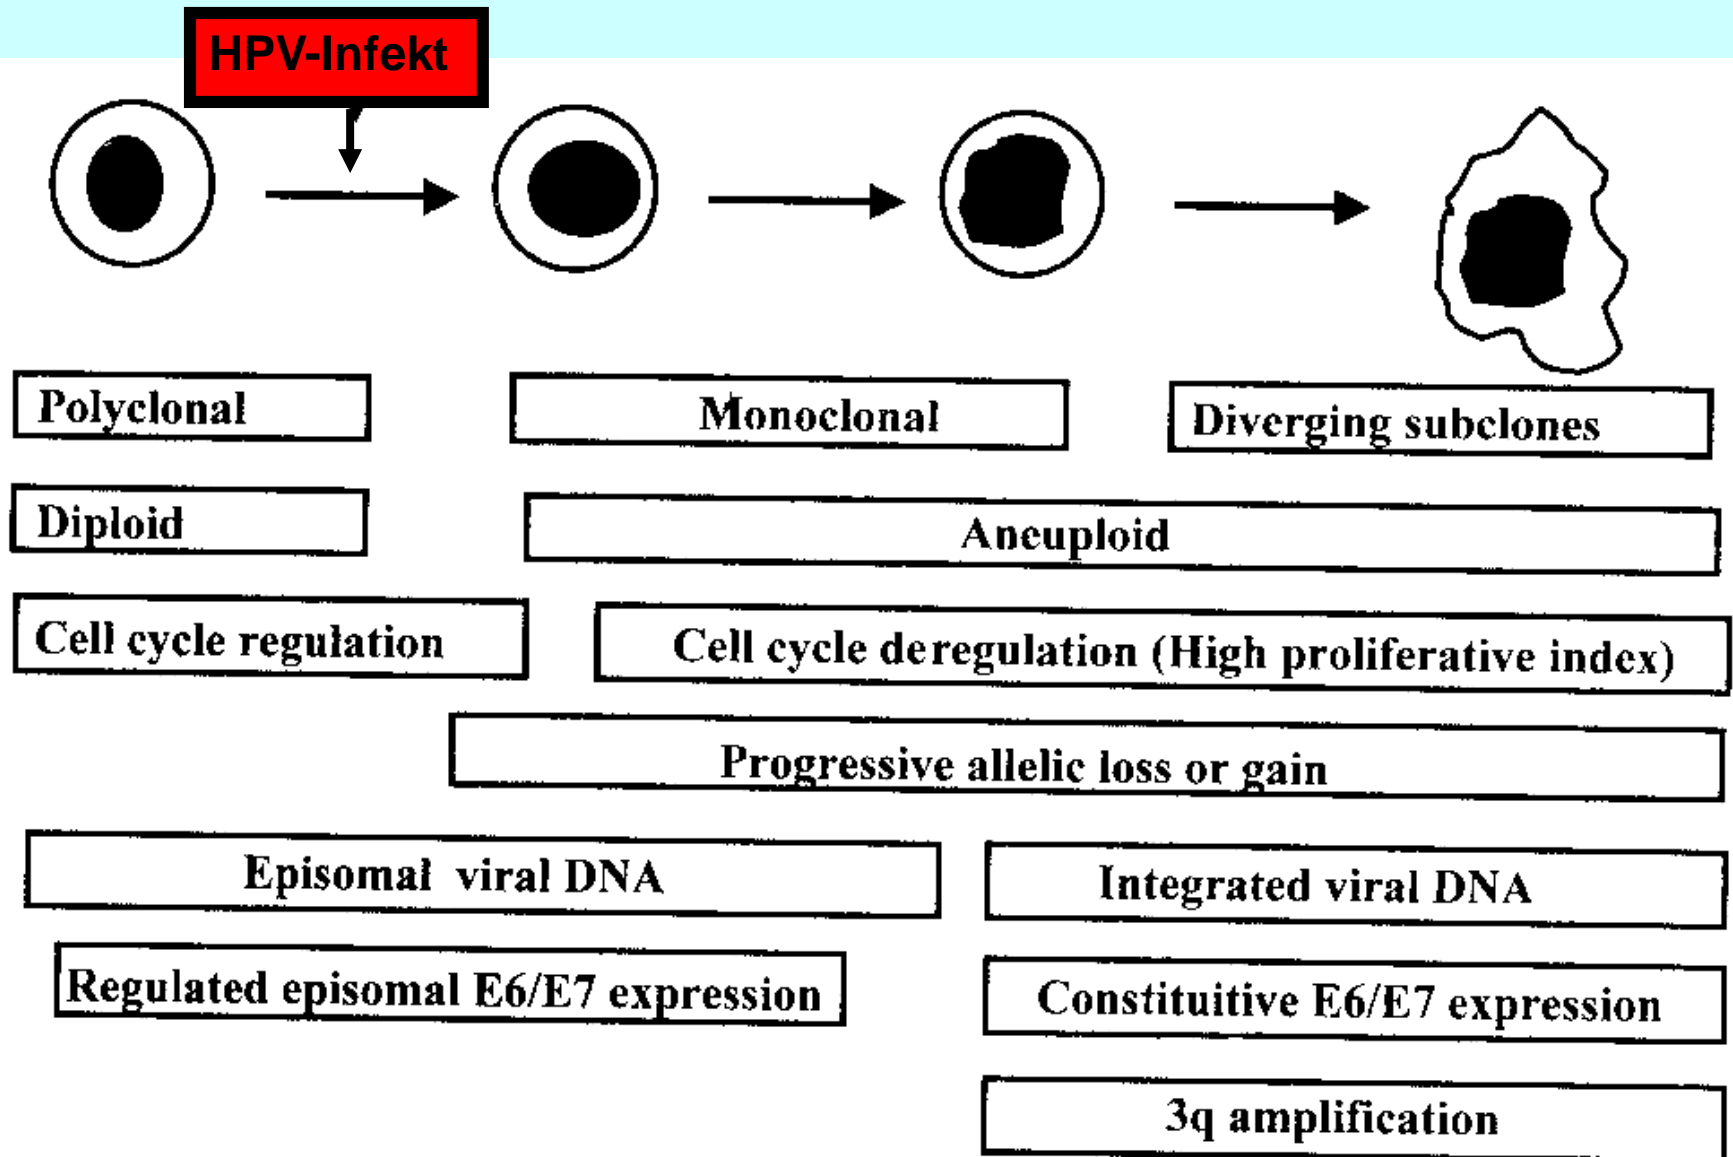 HPV-Infekt
Polyclonal
Monoclonal
Diverging subclones
Diploid
Aneuploid
Cell cycle regulation
Cell cycle deregulation (High proliferative index)
Progressive allelic loss or gain
Episomal viral DNA
Integrated viral DNA
Regulated episomal E6/E7 expression
Constituitive E6/E7 expression
3q amplification